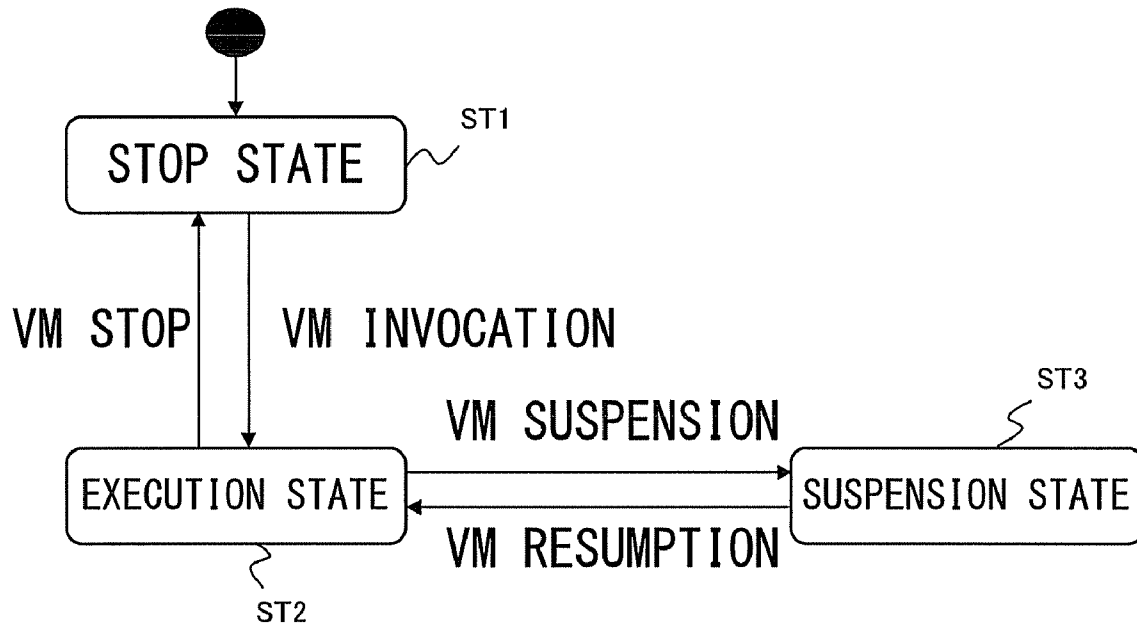 ST1
STOP STATE
VM STOP
VM INVOCATION
ST3
VM SUSPENSION
EXECUTION STATE
SUSPENSION STATE
VM RESUMPTION
ST2